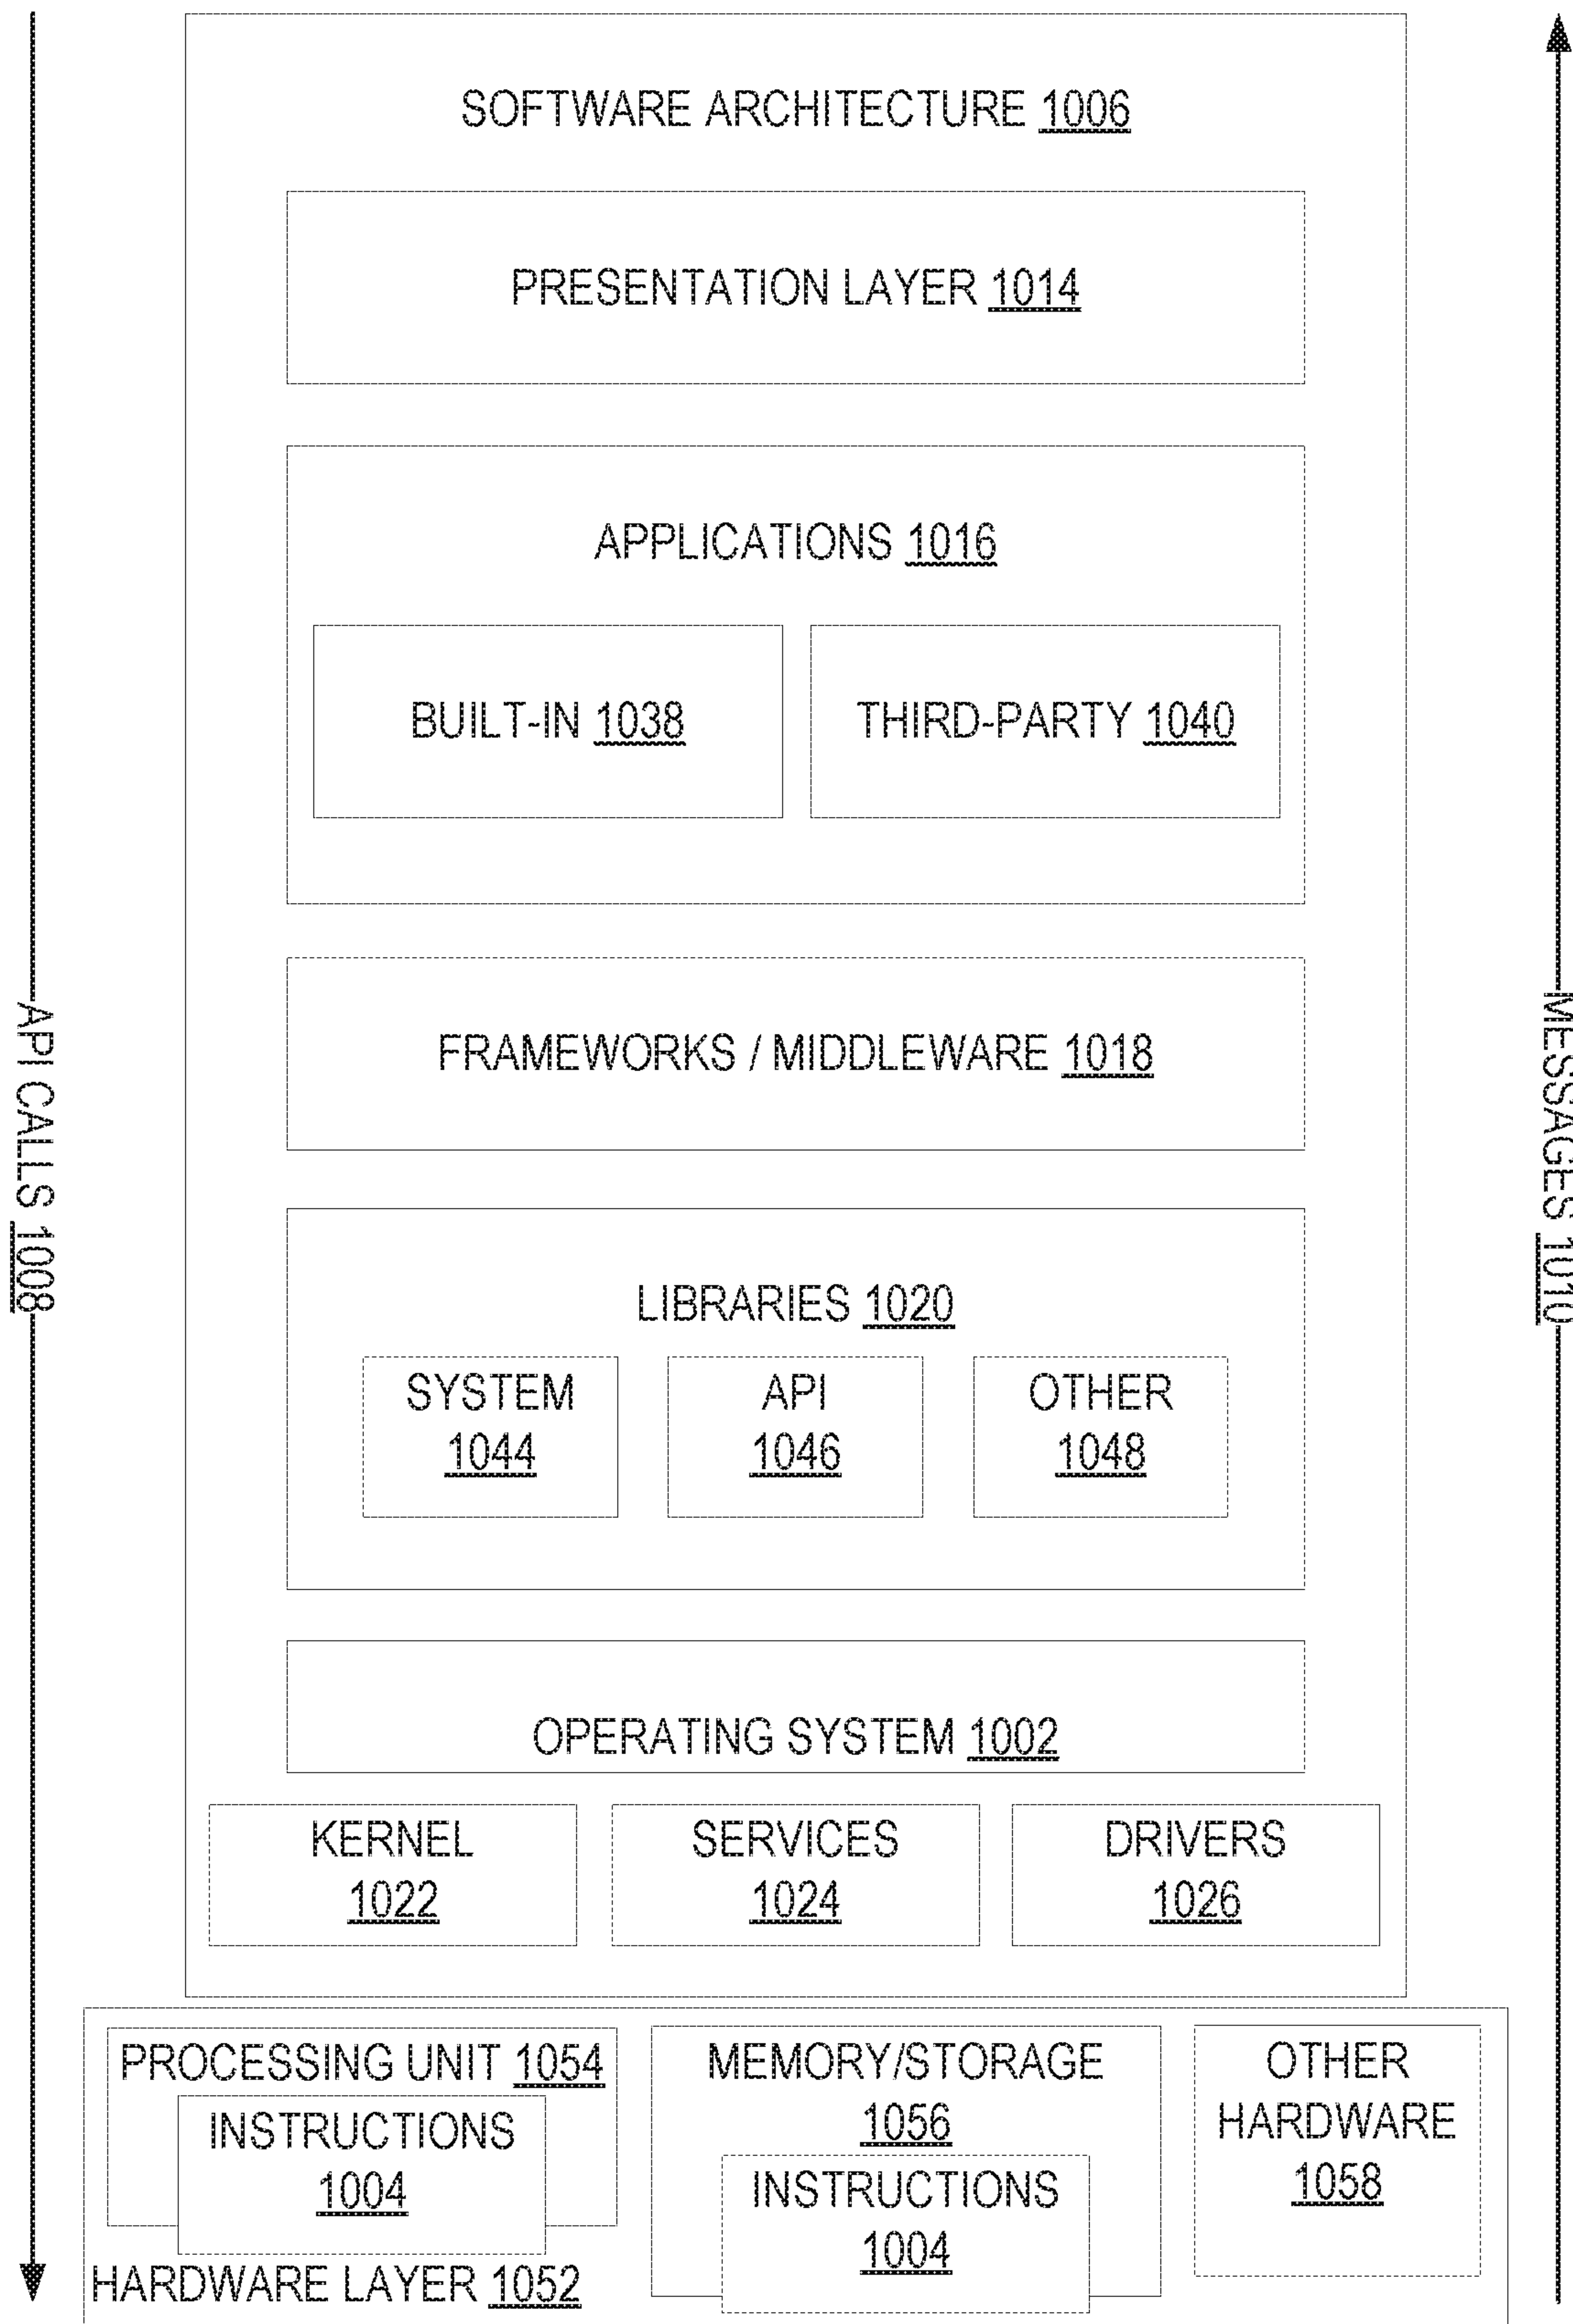 SOFTWARE ARCHITECTURE 1006
PRESENTATION LAYER 1014
APPLICATIONS 1016
BUILT-IN 1038
THIRD-PARTY 1040
FRAMEWORKS / MIDDLEWARE 1018
API CALLS 1008
MESSAGES 1010
LIBRARIES 1020
SYSTEM
1044
API
1046
OTHER
1048
OPERATING SYSTEM 1002
KERNEL
1022
SERVICES
1024
DRIVERS
1026
PROCESSING UNIT 1054
INSTRUCTIONS
1004
MEMORY/STORAGE
1056
INSTRUCTIONS
1004
OTHER
HARDWARE
1058
HARDWARE LAYER 1052